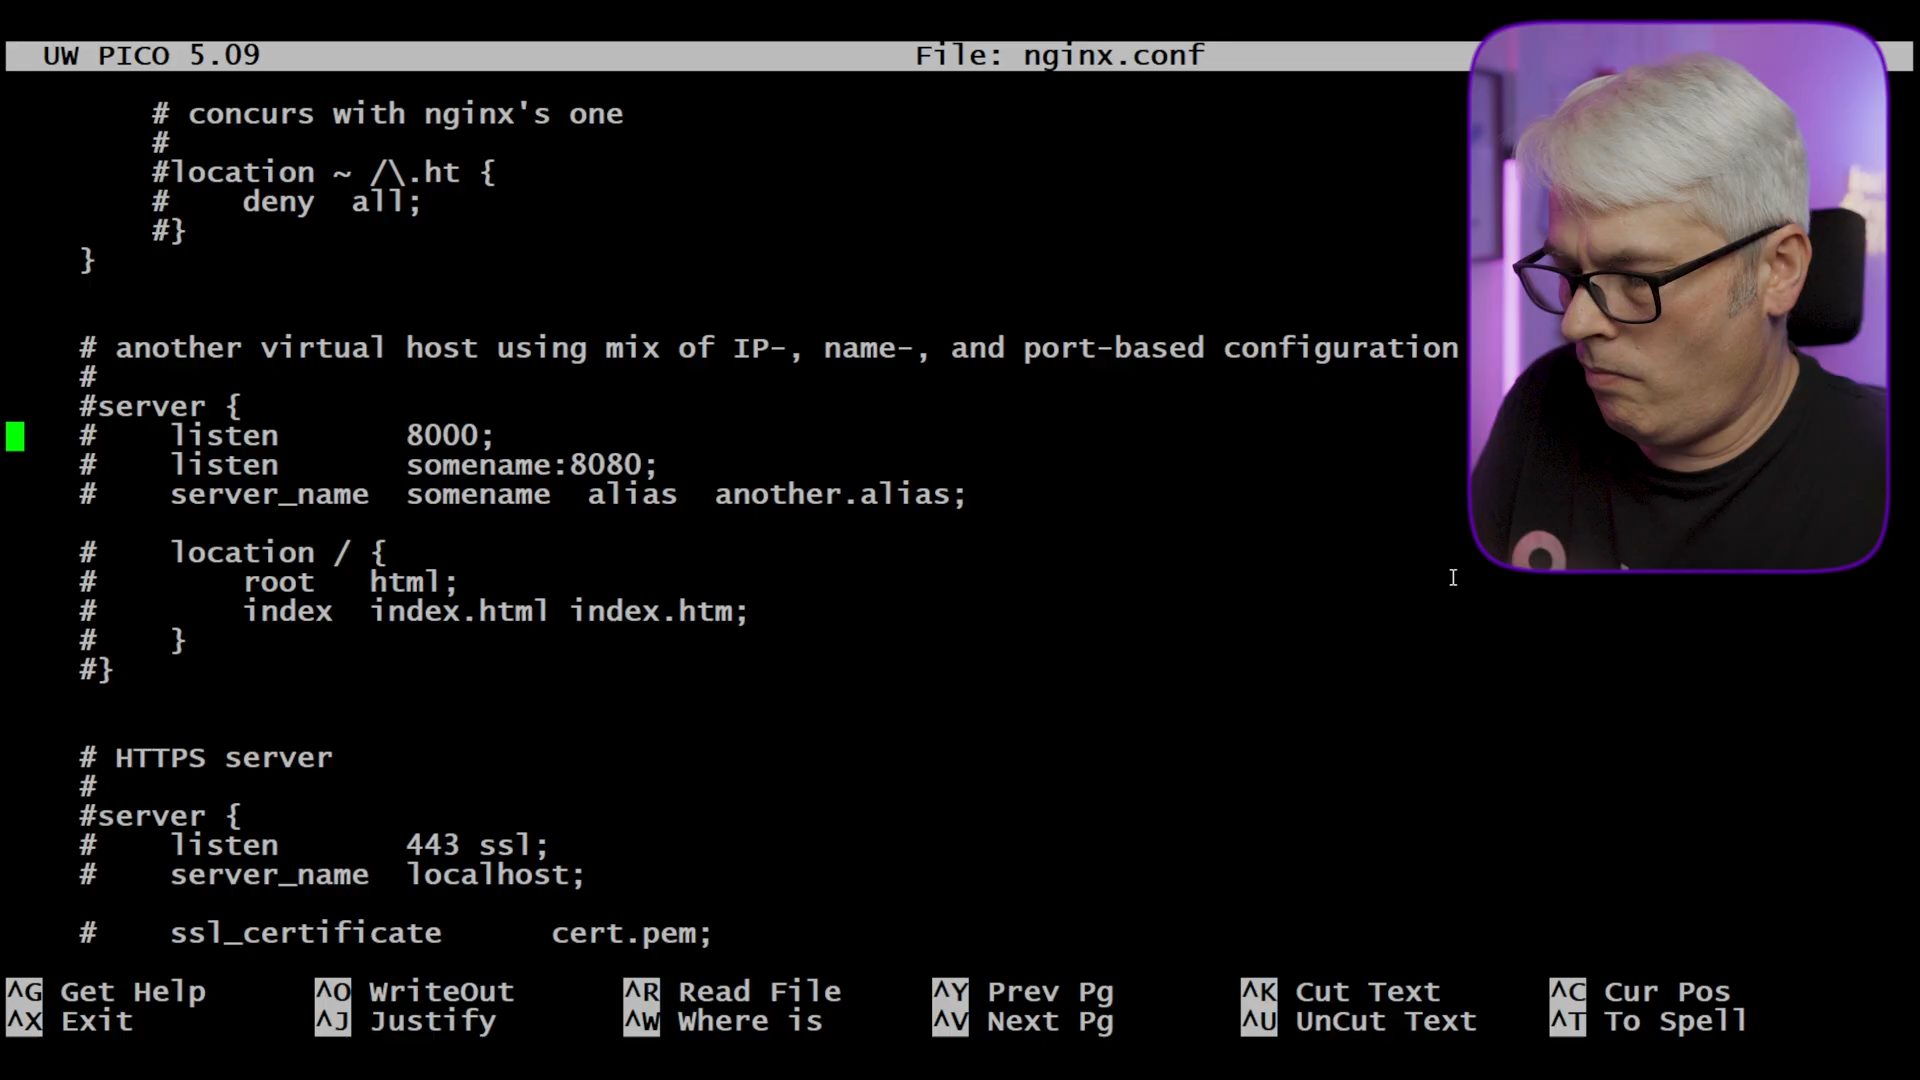 UW PICO 5.09 File: nginx.conf
# concurs with nginx's one
#
#location ~ /\.ht {
#    deny  all;
#}
}
# another virtual host using mix of IP-, name-, and port-based configuration
#
#server {
#    listen       8000;
#    listen       somename:8080;
#    server_name  somename  alias  another.alias;
#    location / {
#        root   html;
#        index  index.html index.htm;
#    }
#}
# HTTPS server
#
#server {
#    listen       443 ssl;
#    server_name  localhost;
#    ssl_certificate      cert.pem;
^G Get Help ^O WriteOut ^R Read File ^Y Prev Pg ^K Cut Text ^C Cur Pos
^X Exit ^J Justify ^W Where is ^V Next Pg ^U UnCut Text ^T To Spell